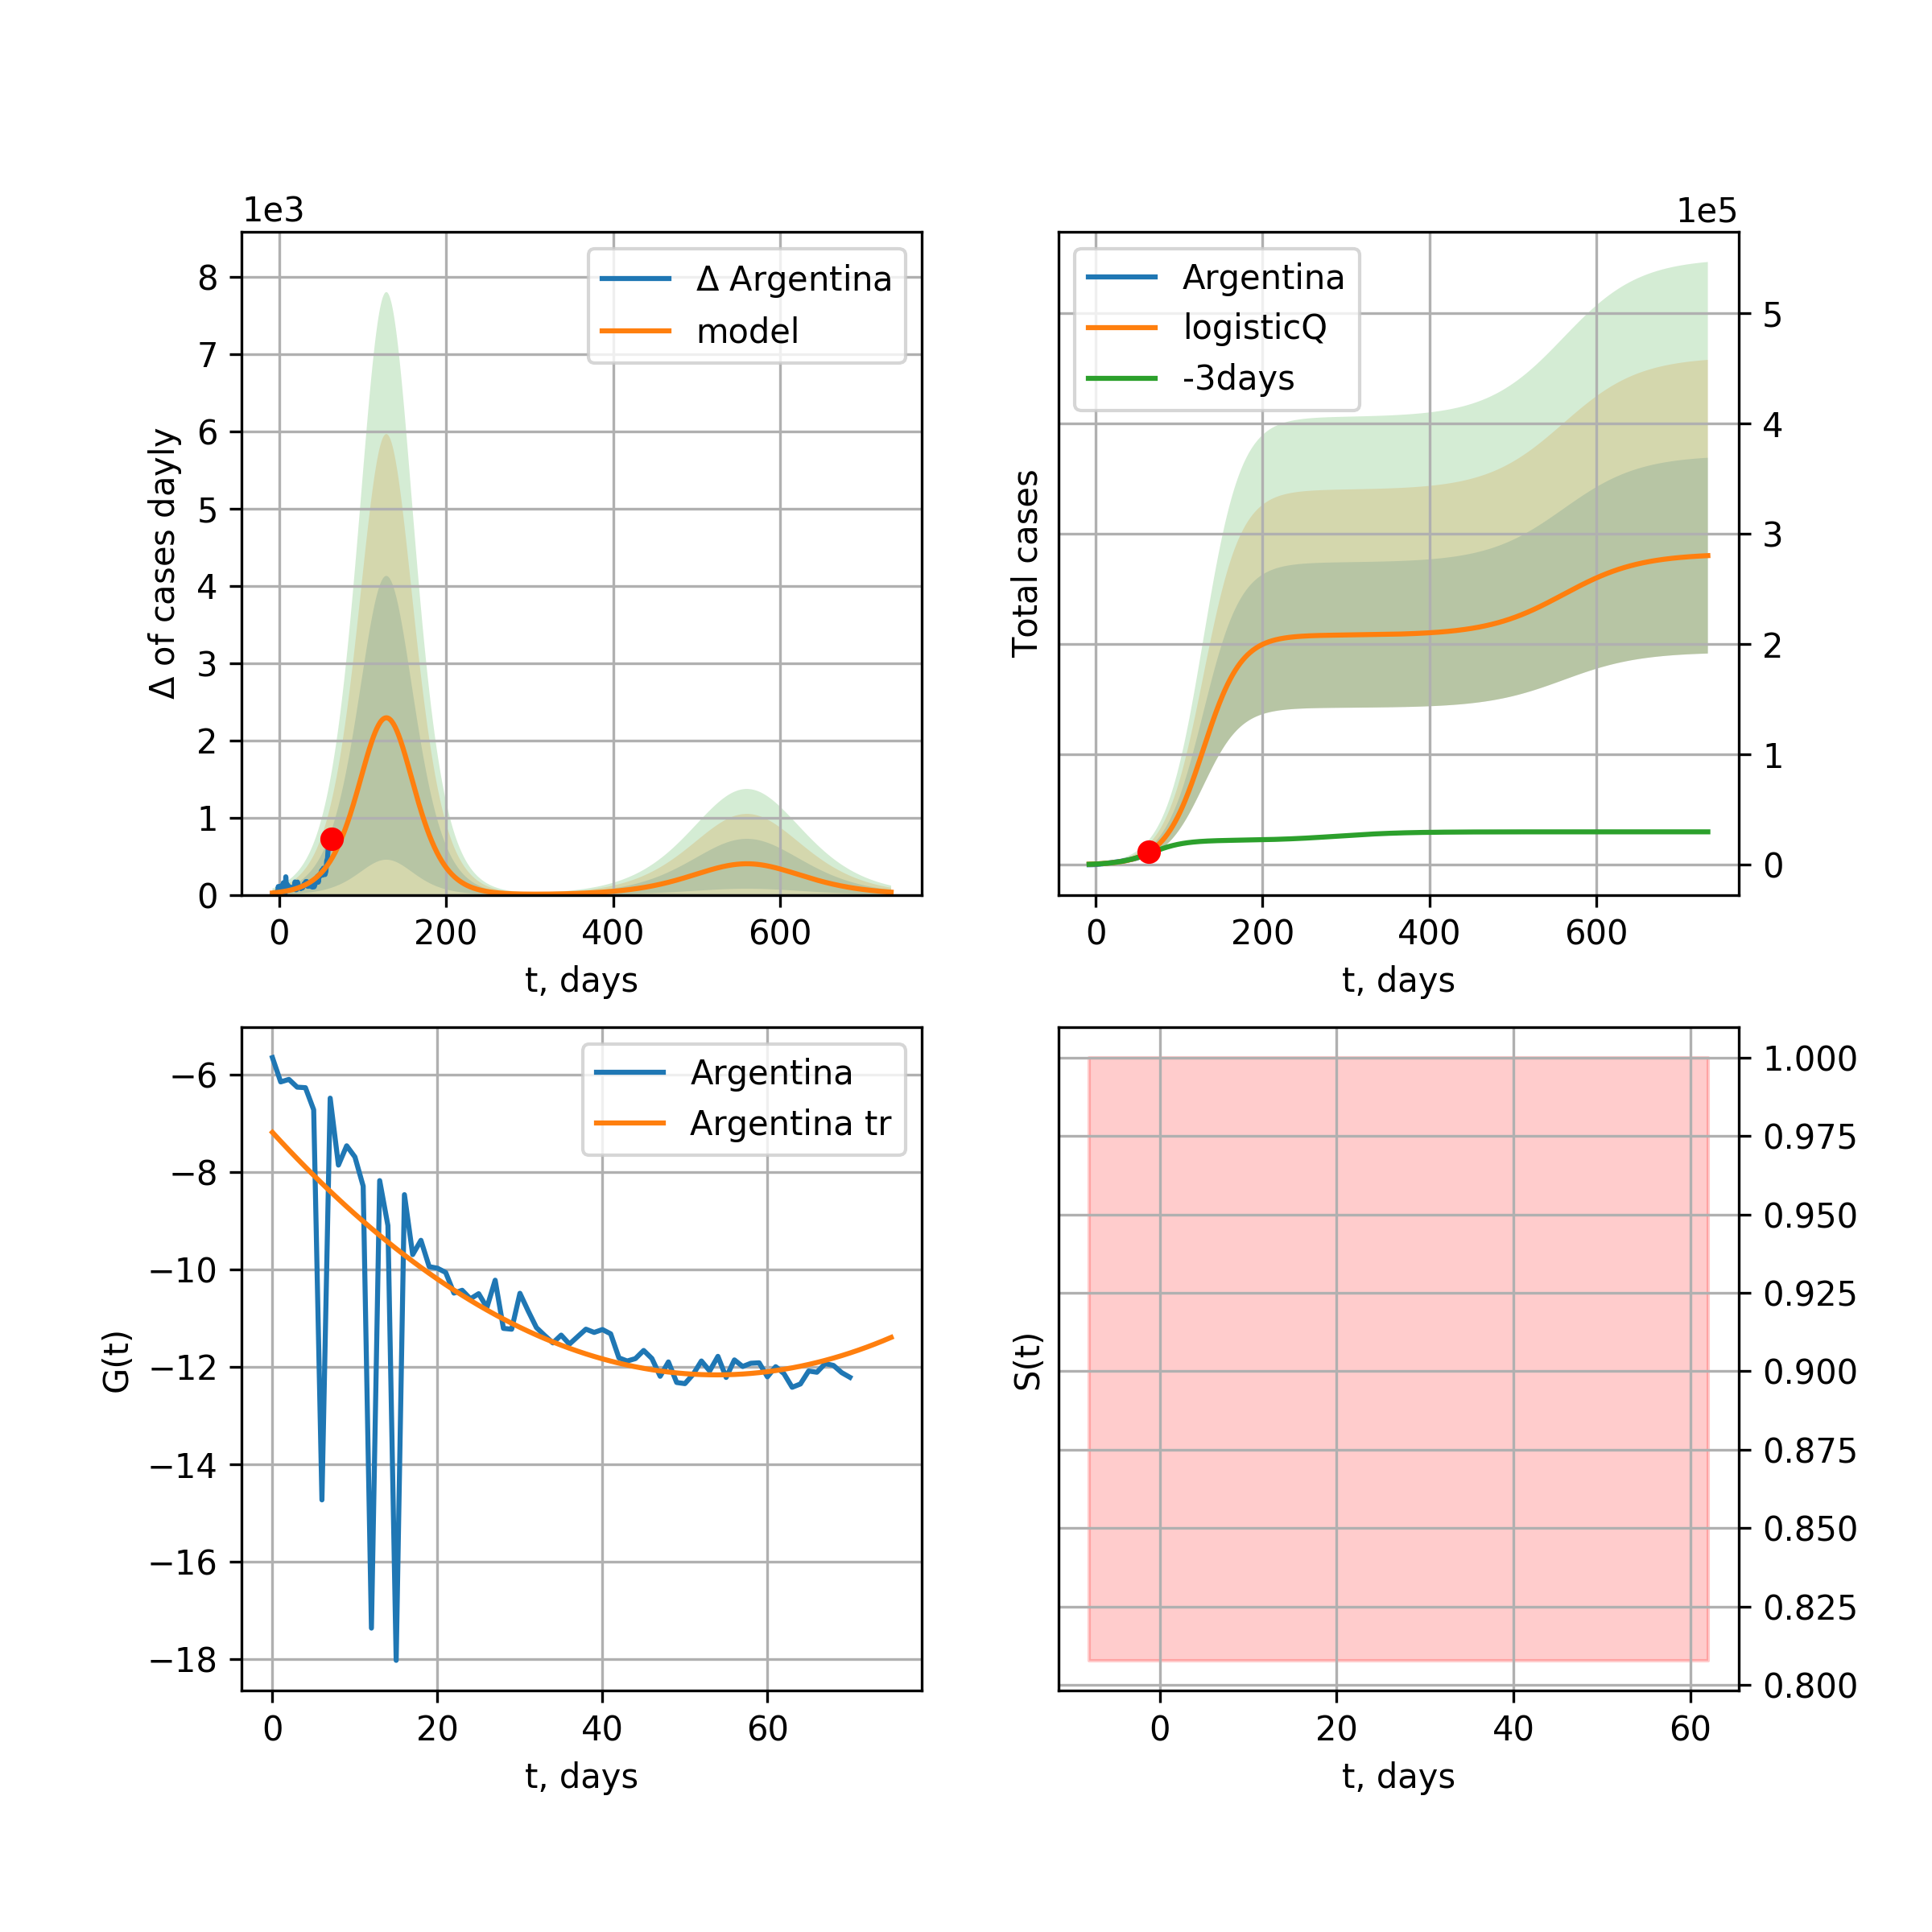 1e3
8
7
6
5
4
3
2
1
0
Δ of cases dayly
Δ Argentina
model
0 200 400 600
t, days
1e5
5
4
3
2
1
0
Total cases
Argentina
logisticQ
-3days
0 200 400 600
t, days
−6
−8
−10
−12
−14
−16
−18
G(t)
Argentina
Argentina tr
0 20 40 60
t, days
1.000
0.975
0.950
0.925
0.900
0.875
0.850
0.825
0.800
S(t)
0 20 40 60
t, days